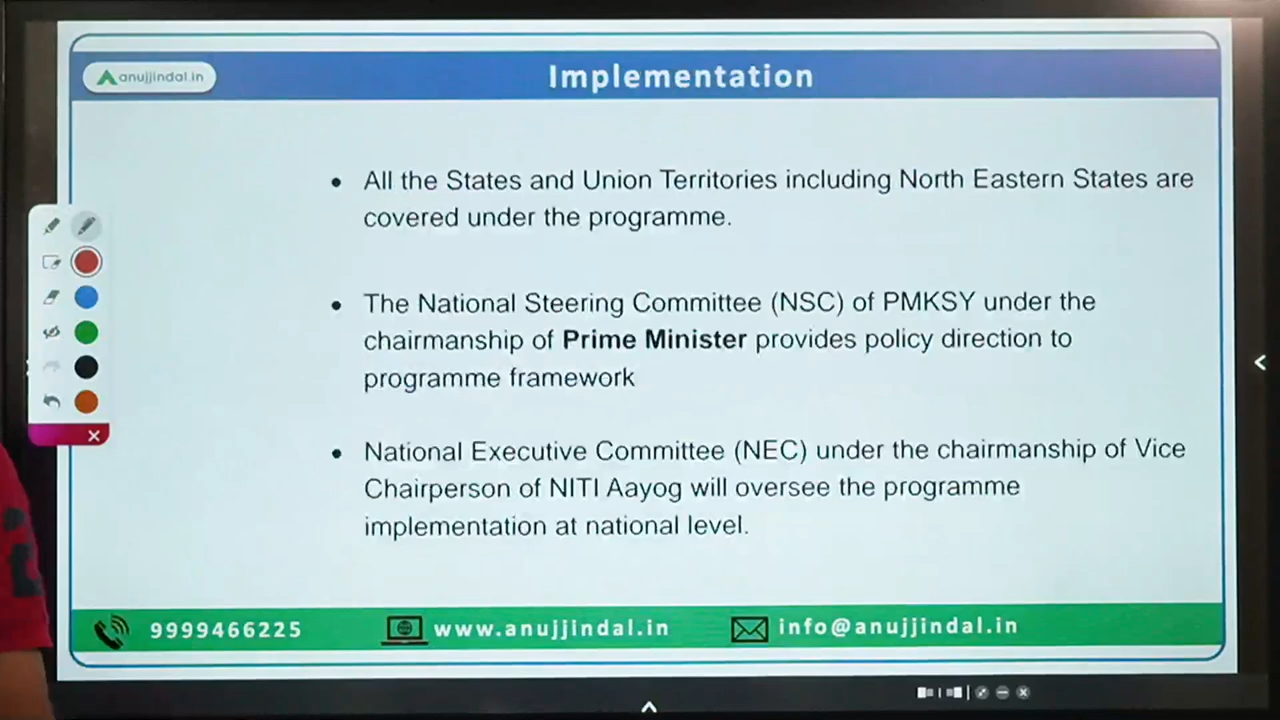 anujjindal.in
Implementation
• All the States and Union Territories including North Eastern States are
covered under the programme.
• The National Steering Committee (NSC) of PMKSY under the
chairmanship of Prime Minister provides policy direction to
programme framework
• National Executive Committee (NEC) under the chairmanship of Vice
Chairperson of NITI Aayog will oversee the programme
implementation at national level.
9999466225 www.anujjindal.in info@anujjindal.in